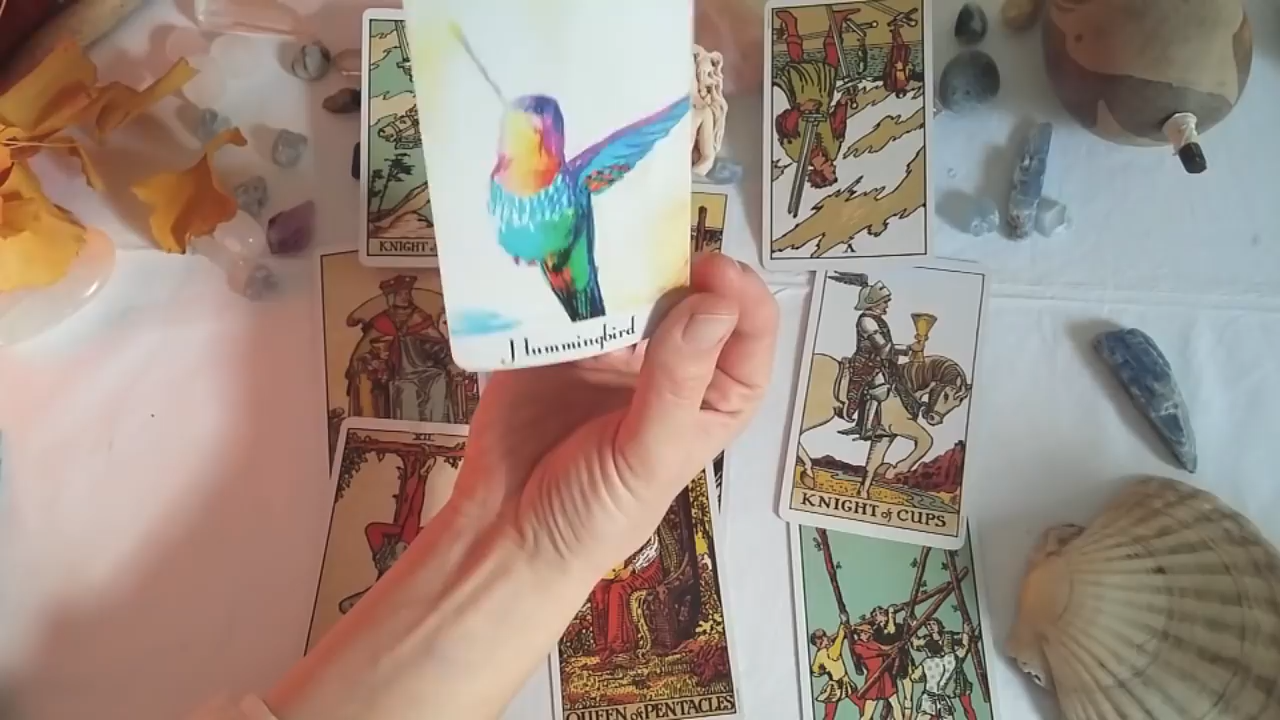 KNIGHT
Hummingbird
XII
KNIGHT of CUPS
QUEEN of PENTACLES